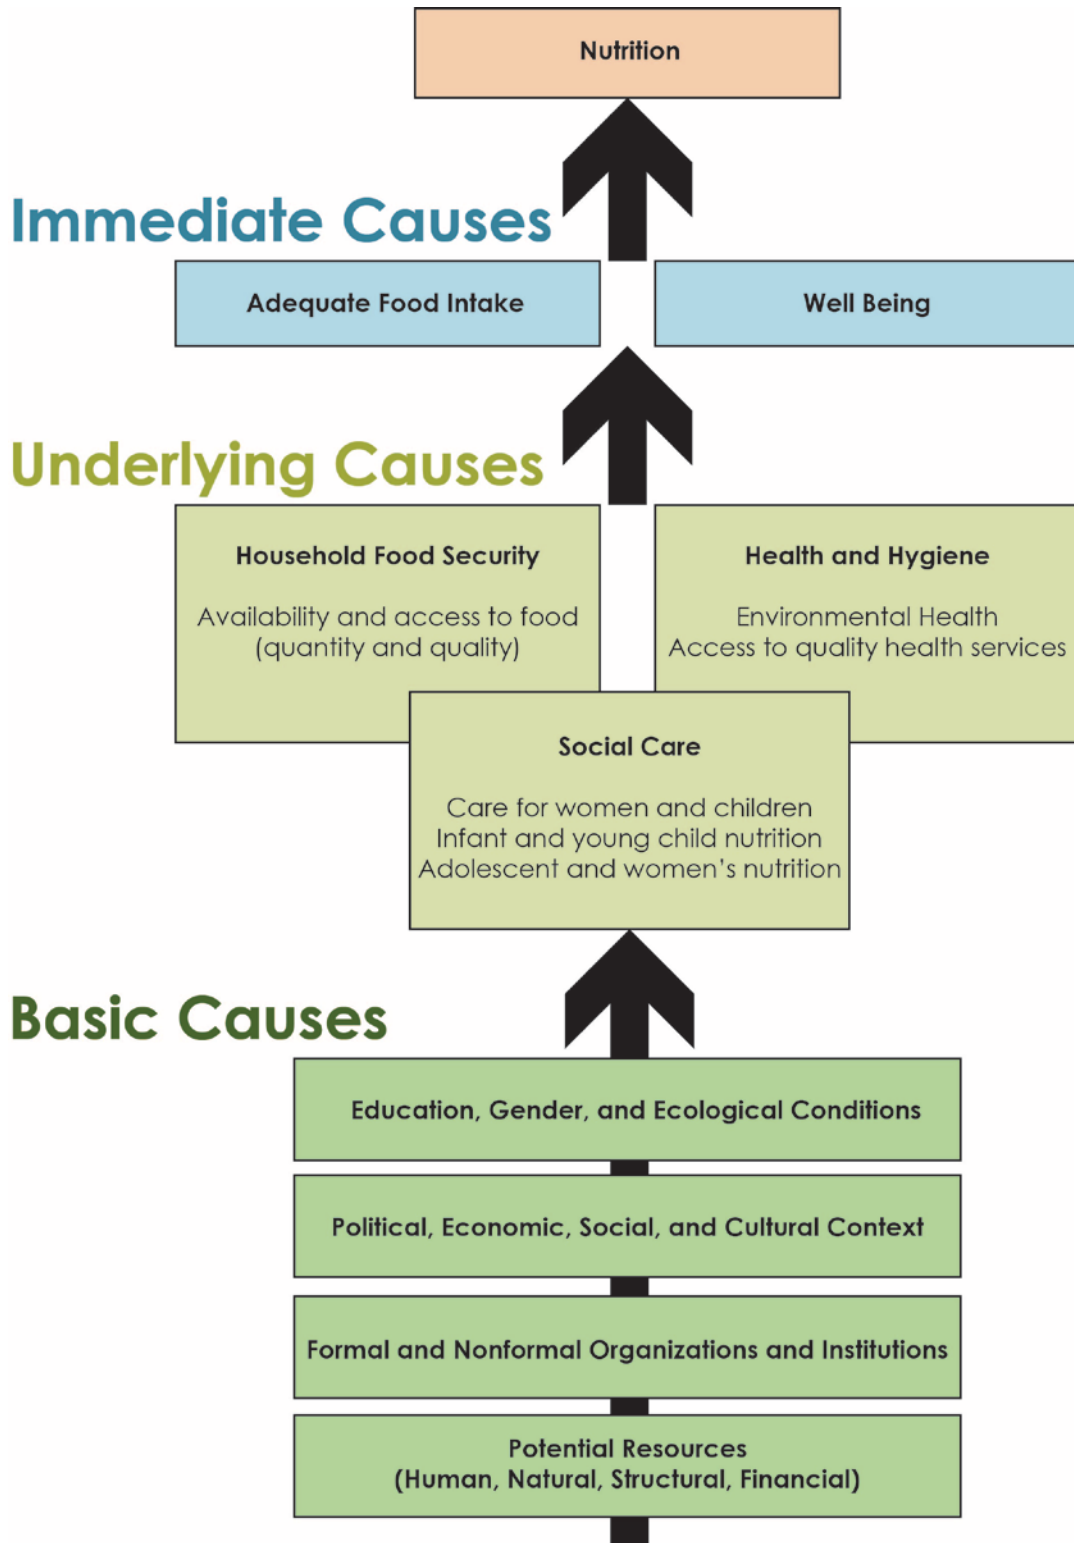 Nutrition
Immediate Causes
Adequate Food Intake
Well Being
Underlying Causes
Household Food Security
Availability and access to food
(quantity and quality)
Health and Hygiene
Environmental Health
Access to quality health services
Social Care
Care for women and children
Infant and young child nutrition
Adolescent and women’s nutrition
Basic Causes
Education, Gender, and Ecological Conditions
Political, Economic, Social, and Cultural Context
Formal and Nonformal Organizations and Institutions
Potential Resources
(Human, Natural, Structural, Financial)